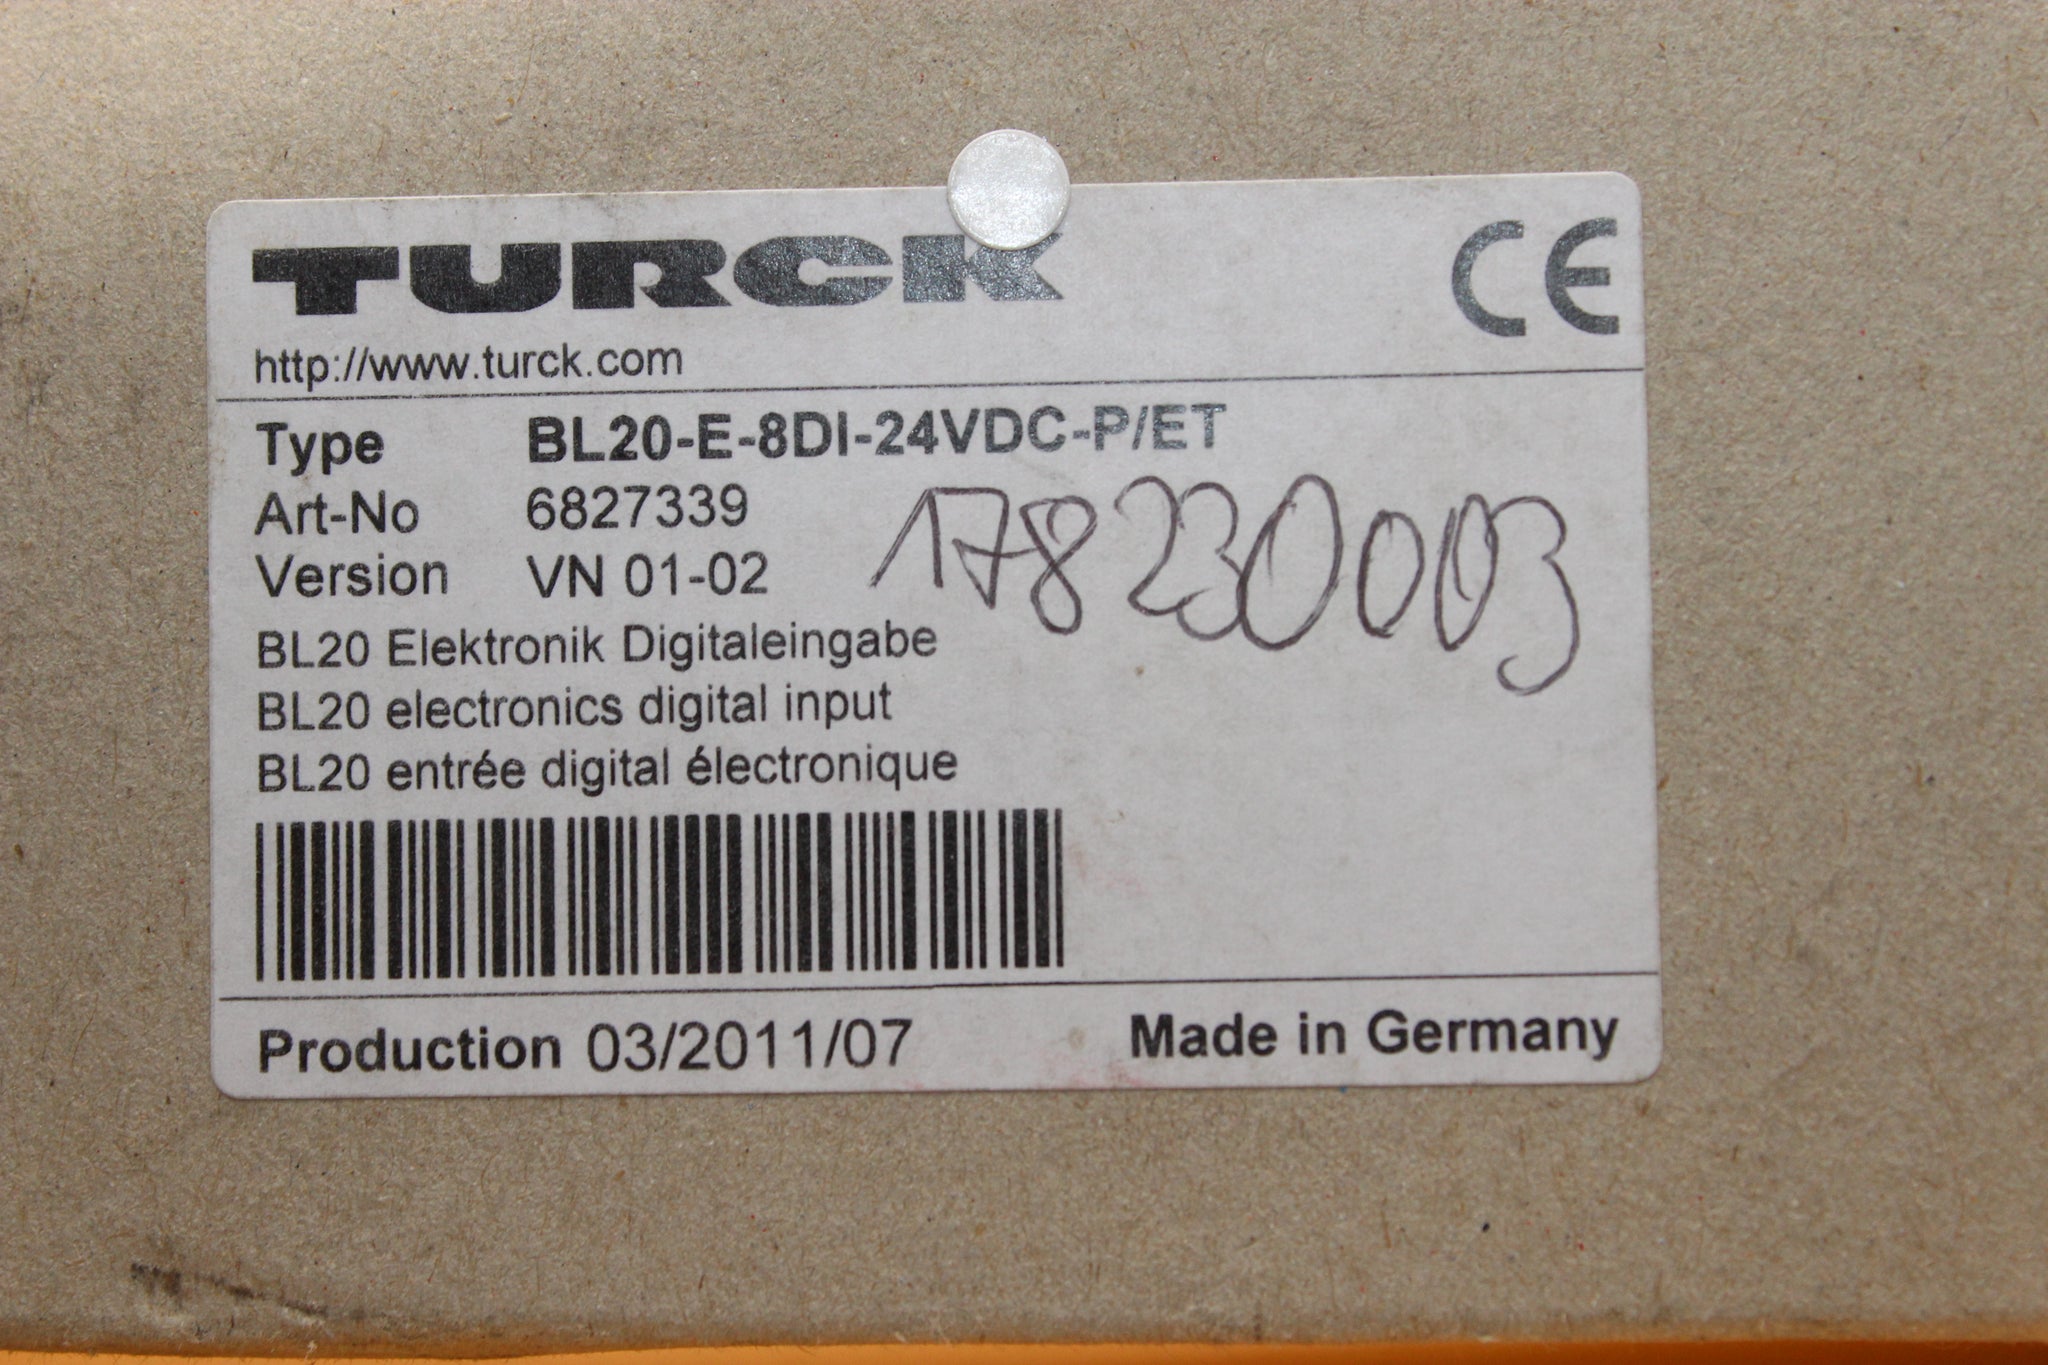 TURCK
CE
http://www.turck.com
Type BL20-E-8DI-24VDC-P/ET
Art-No 6827339
Version VN 01-02
178230003
BL20 Elektronik Digitaleingabe
BL20 electronics digital input
BL20 entrée digital électronique
Production 03/2011/07
Made in Germany